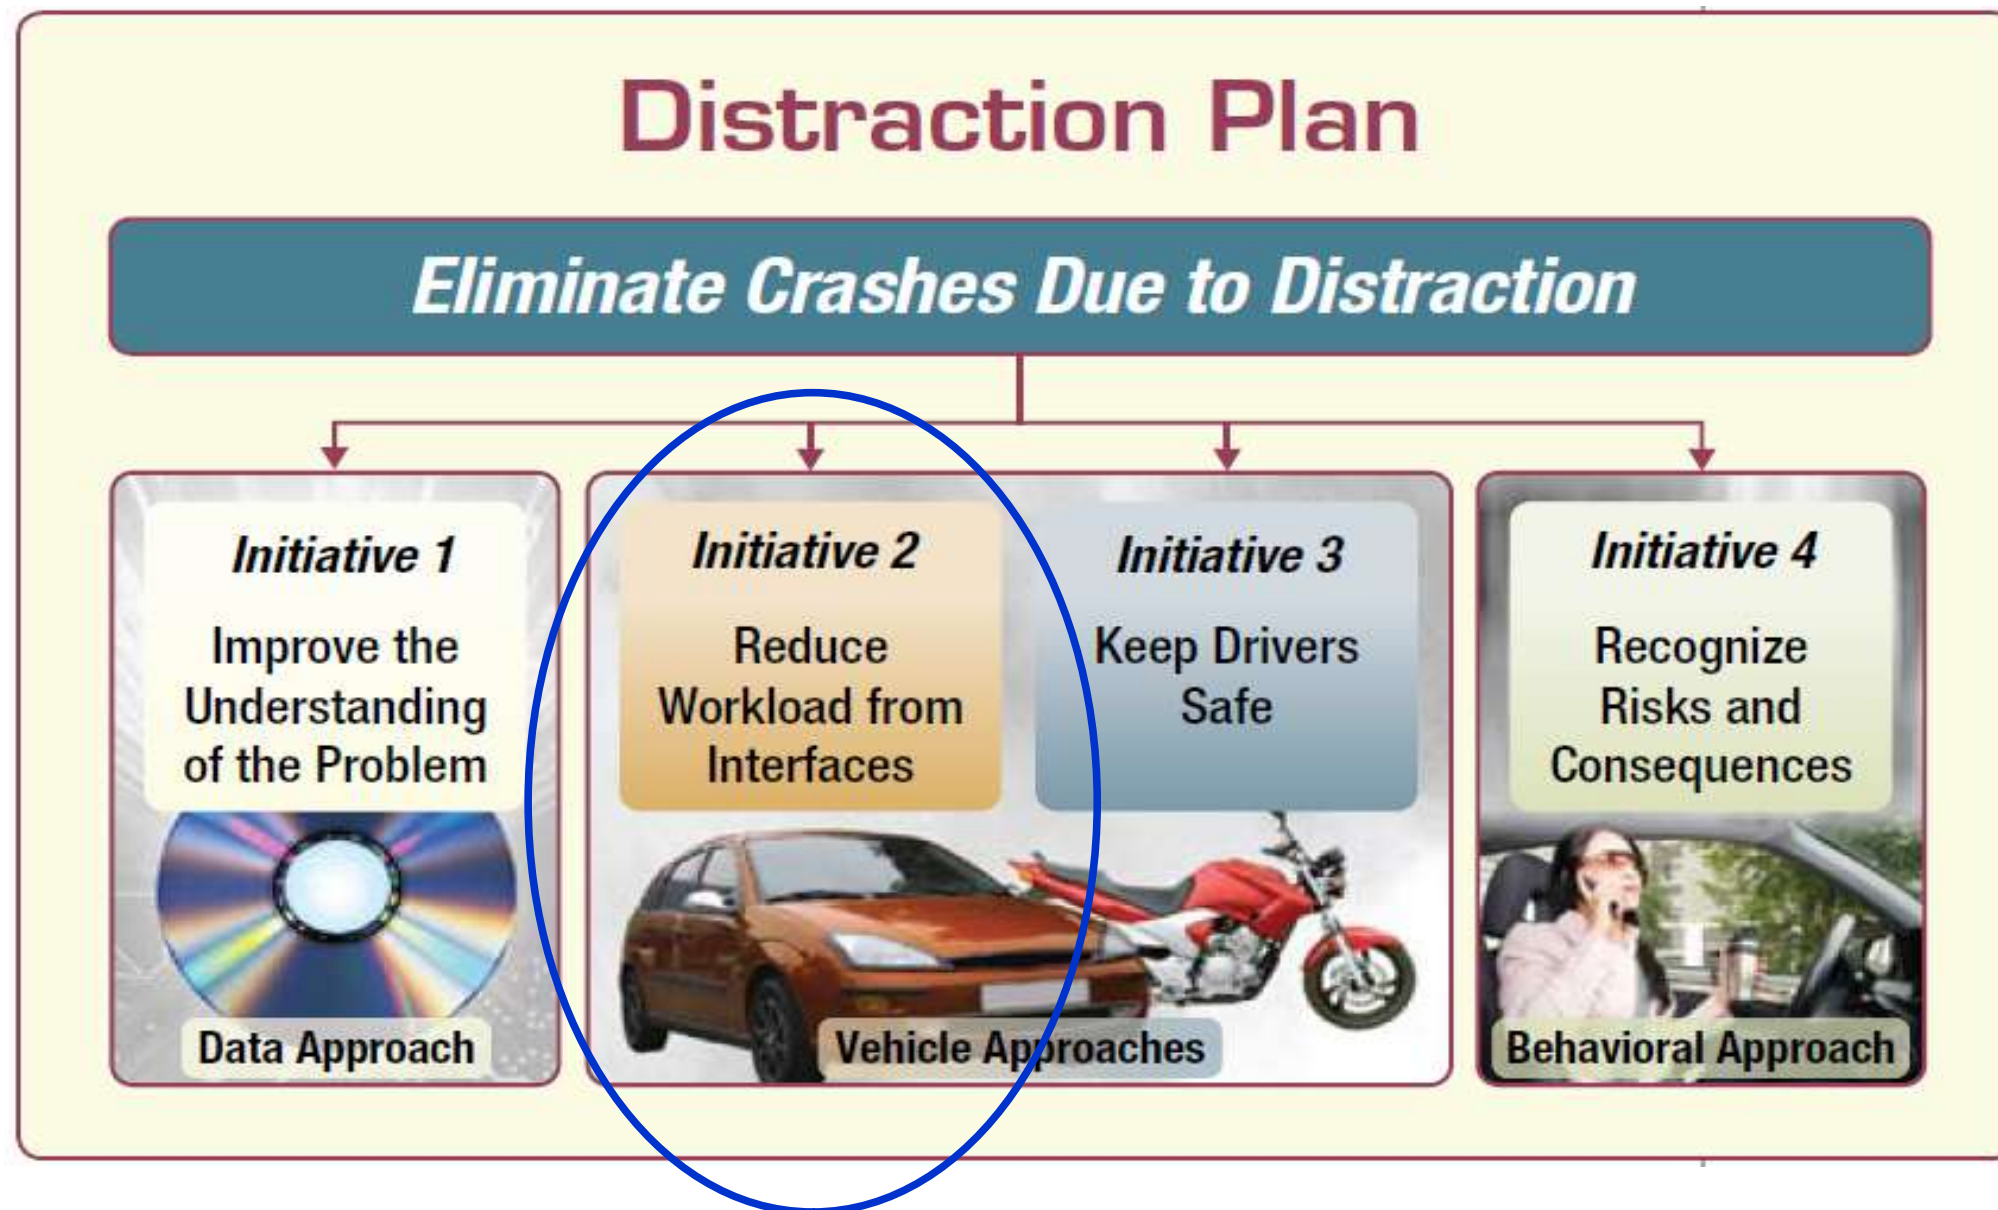 Distraction Plan
Eliminate Crashes Due to Distraction
Initiative 1
Improve the
Understanding
of the Problem
Data Approach
Initiative 2
Reduce
Workload from
Interfaces
Initiative 3
Keep Drivers
Safe
Vehicle Approaches
Initiative 4
Recognize
Risks and
Consequences
Behavioral Approach